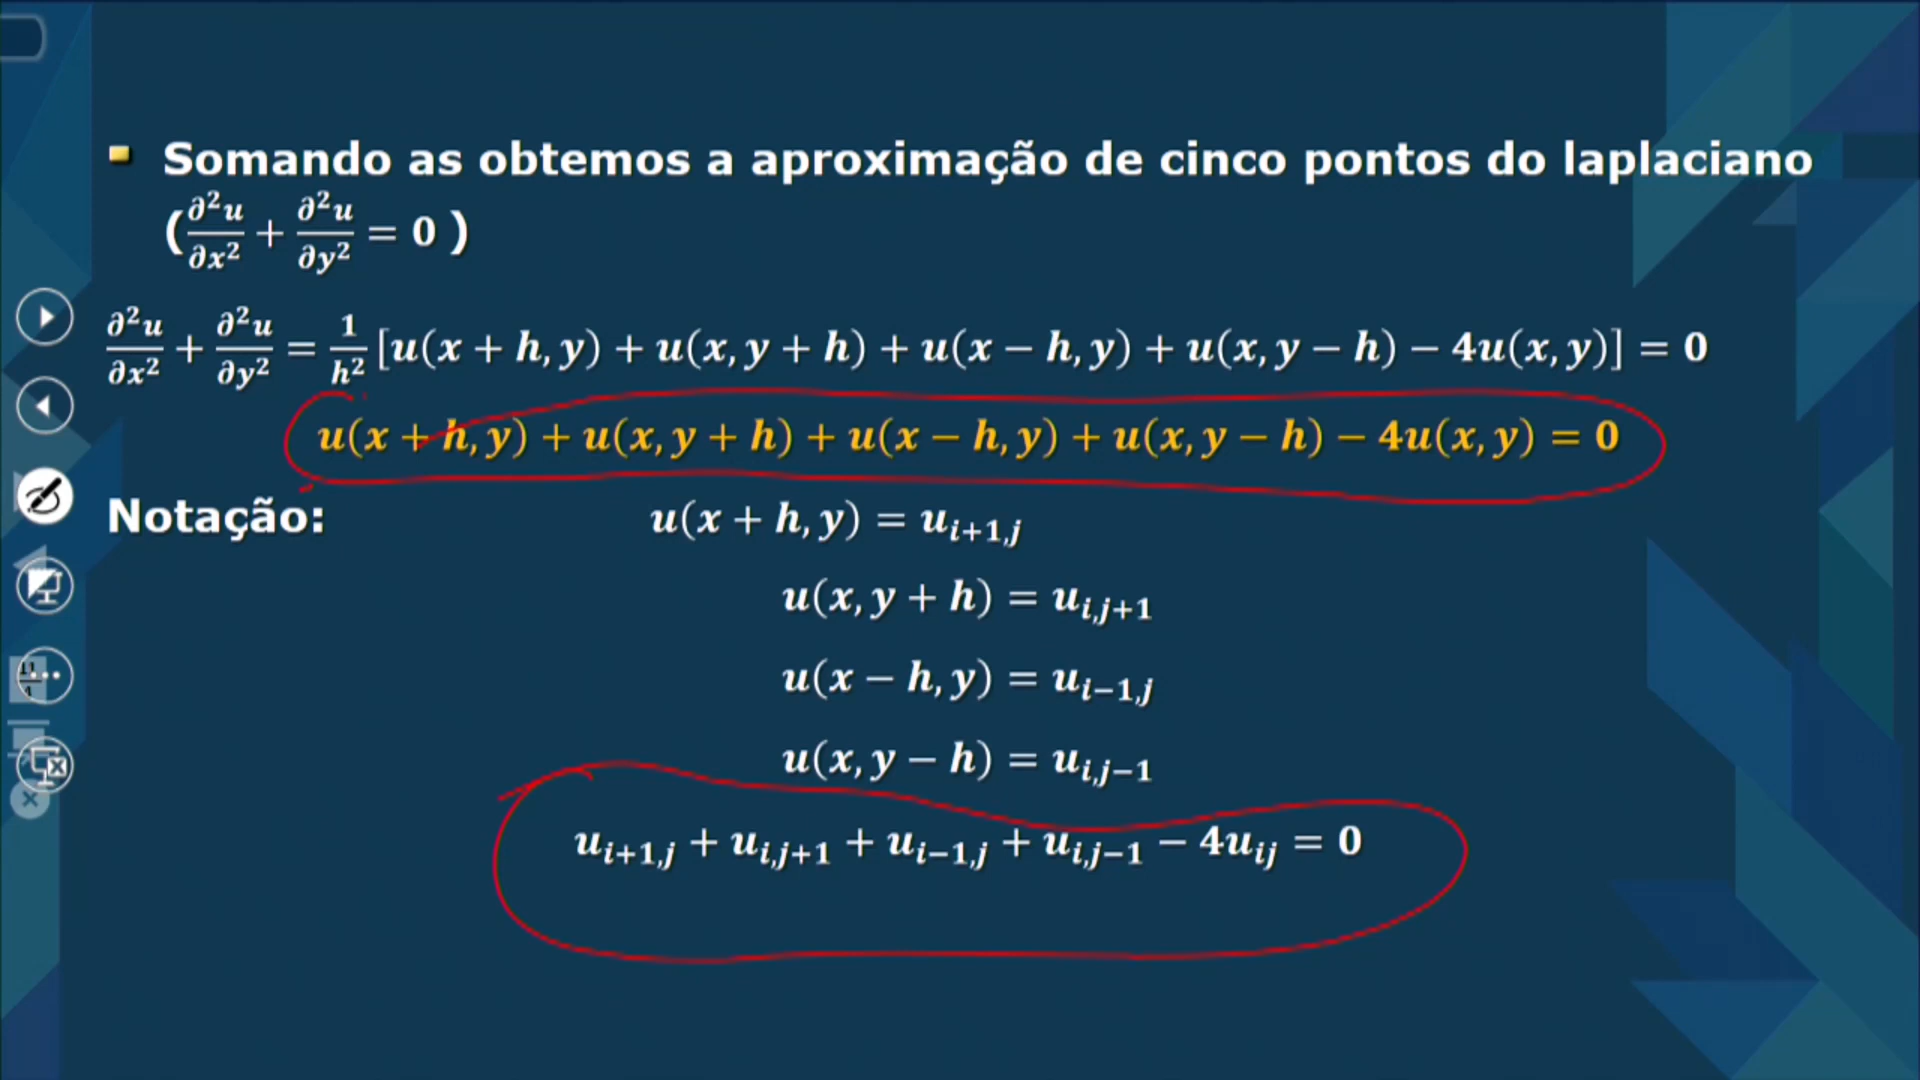 Somando as obtemos a aproximação de cinco pontos do laplaciano
(∂²u/∂x² + ∂²u/∂y² = 0 )
∂²u/∂x² + ∂²u/∂y² = 1/h² [u(x + h, y) + u(x, y + h) + u(x − h, y) + u(x, y − h) − 4u(x, y)] = 0
u(x + h, y) + u(x, y + h) + u(x − h, y) + u(x, y − h) − 4u(x, y) = 0
Notação: u(x + h, y) = u_{i+1,j}
u(x, y + h) = u_{i,j+1}
u(x − h, y) = u_{i−1,j}
u(x, y − h) = u_{i,j−1}
u_{i+1,j} + u_{i,j+1} + u_{i−1,j} + u_{i,j−1} − 4u_{ij} = 0